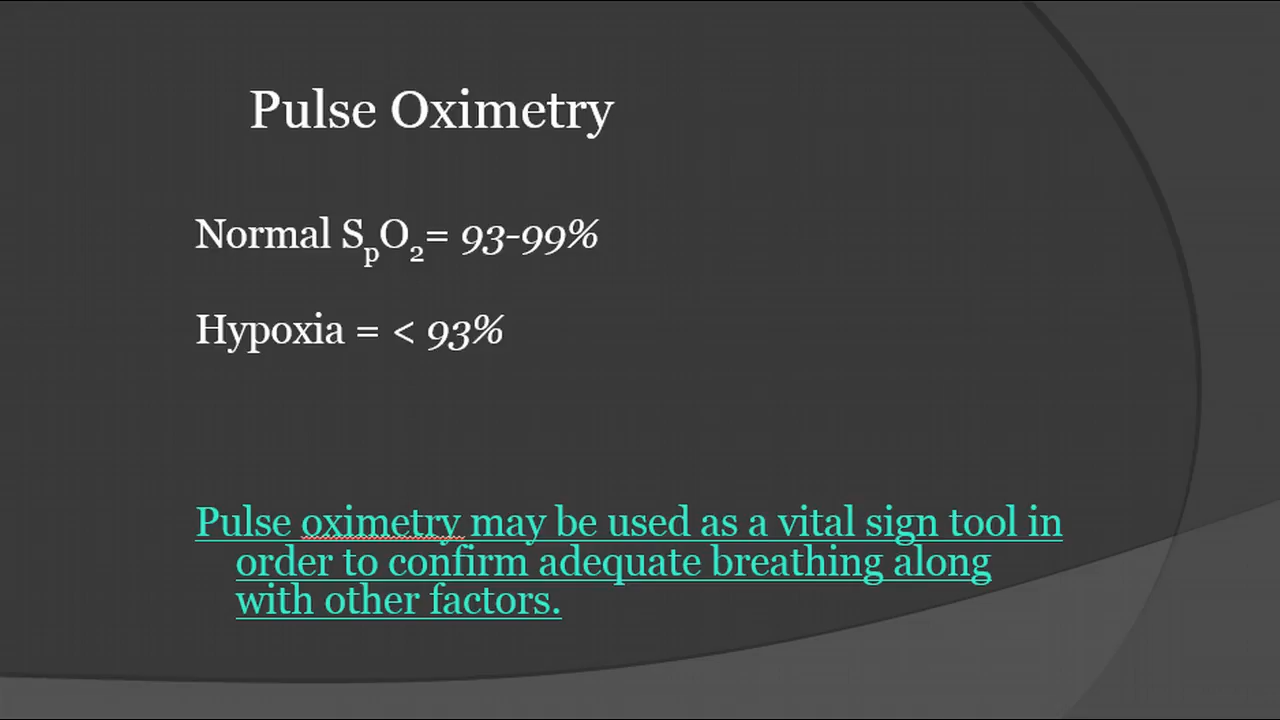 Pulse Oximetry
Normal SpO2= 93-99%
Hypoxia = < 93%
Pulse oximetry may be used as a vital sign tool in
order to confirm adequate breathing along
with other factors.